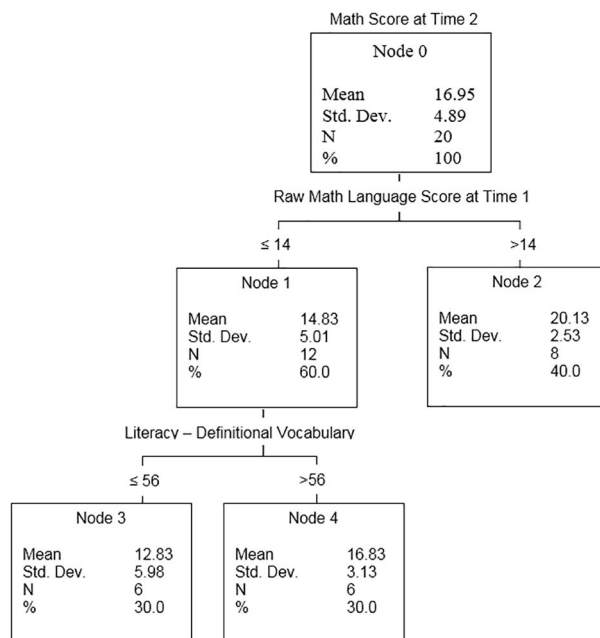 Math Score at Time 2
Node 0
Mean 16.95
Std. Dev. 4.89
N 20
% 100
Raw Math Language Score at Time 1
≤ 14 >14
Node 1
Mean 14.83
Std. Dev. 5.01
N 12
% 60.0
Node 2
Mean 20.13
Std. Dev. 2.53
N 8
% 40.0
Literacy – Definitional Vocabulary
≤ 56 >56
Node 3
Mean 12.83
Std. Dev. 5.98
N 6
% 30.0
Node 4
Mean 16.83
Std. Dev. 3.13
N 6
% 30.0